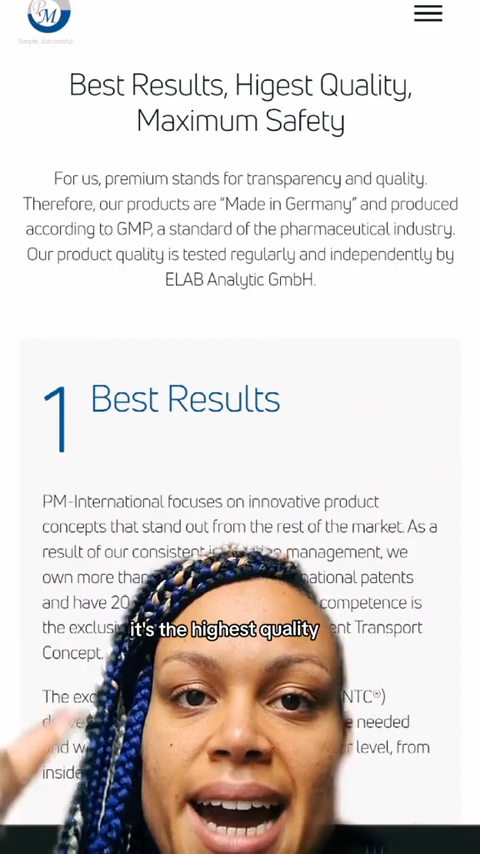 PM
Best Results, Higest Quality,
Maximum Safety
For us, premium stands for transparency and quality.
Therefore, our products are “Made in Germany” and produced
according to GMP, a standard of the pharmaceutical industry.
Our product quality is tested regularly and independently by
ELAB Analytic GmbH.
1 Best Results
PM-International focuses on innovative product
concepts that stand out from the rest of the market. As a
result of our consistent management, we
own more than national patents
and have 20 competence is
the exclusi ent Transport
Concept.
it's the highest quality
The exc NTC®)
needed
level, from
inside